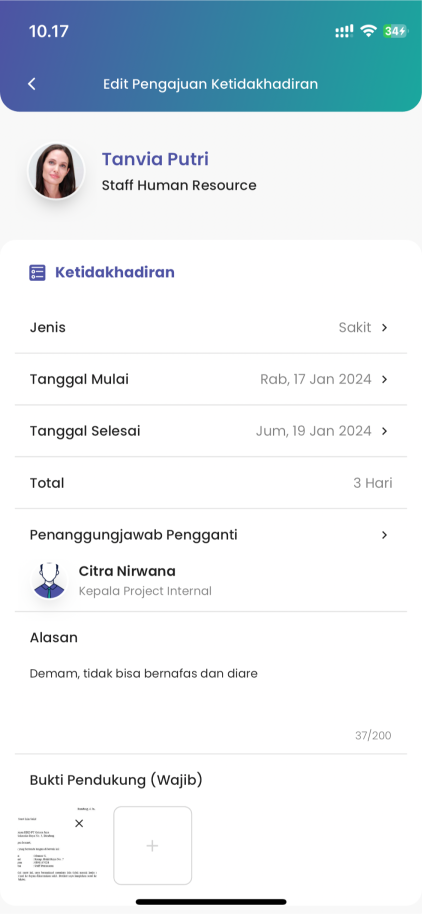 10.17
34
Edit Pengajuan Ketidakhadiran
Tanvia Putri
Staff Human Resource
Ketidakhadiran
Jenis
Sakit
Tanggal Mulai
Rab, 17 Jan 2024
Tanggal Selesai
Jum, 19 Jan 2024
Total
3 Hari
Penanggungjawab Pengganti
Citra Nirwana
Kepala Project Internal
Alasan
Demam, tidak bisa bernafas dan diare
37/200
Bukti Pendukung (Wajib)